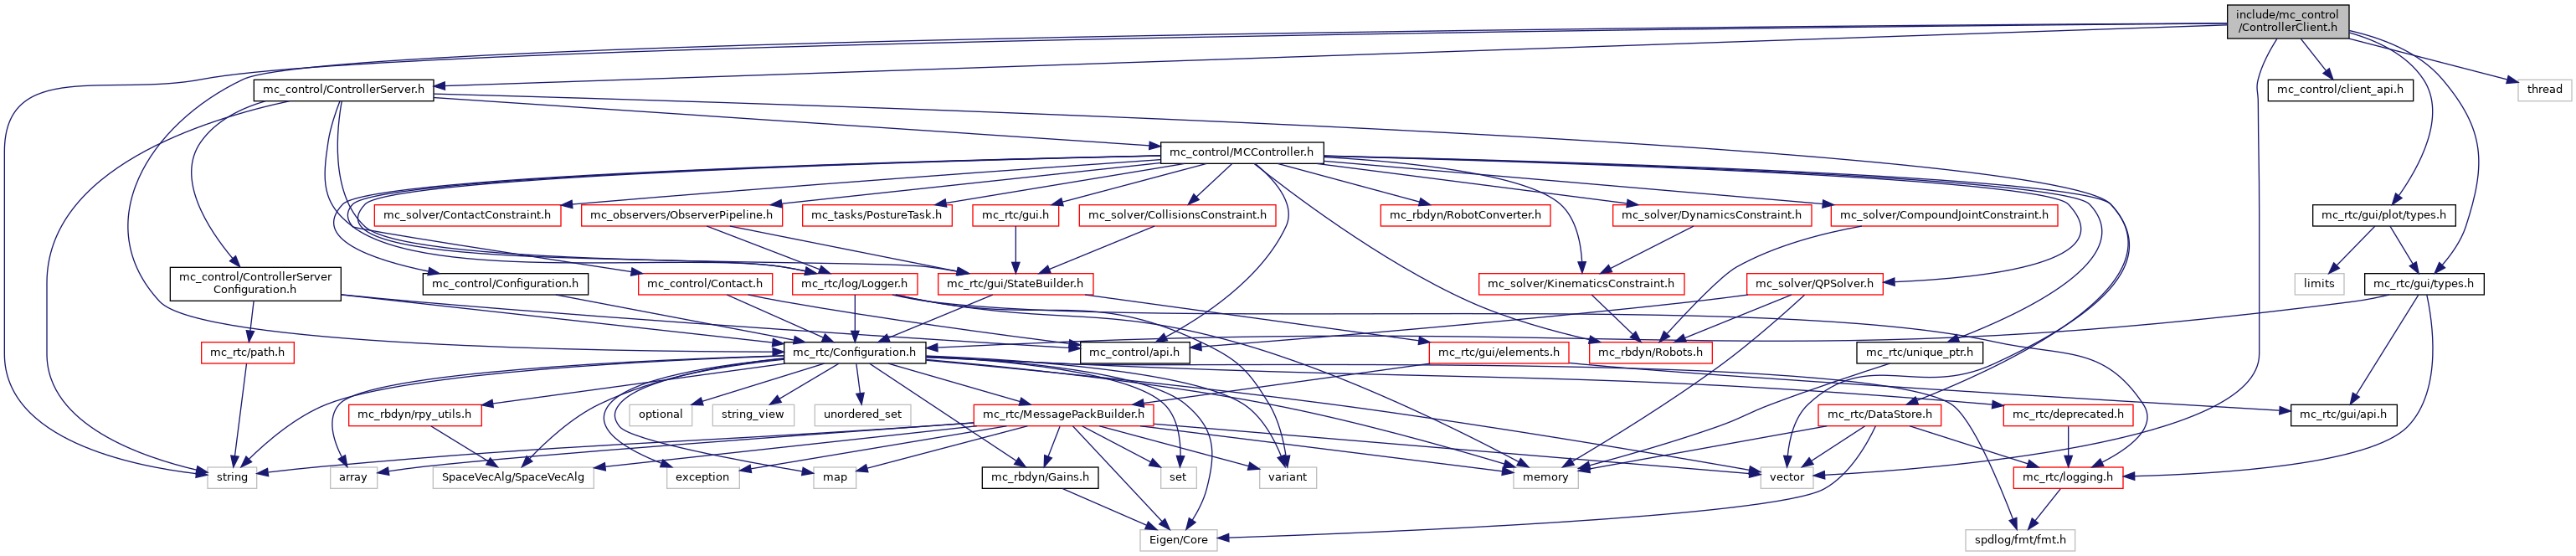 include/mc_control
/ControllerClient.h
mc_control/ControllerServer.h
mc_control/client_api.h
thread
mc_control/MCController.h
mc_solver/ContactConstraint.h
mc_observers/ObserverPipeline.h
mc_tasks/PostureTask.h
mc_rtc/gui.h
mc_solver/CollisionsConstraint.h
mc_rbdyn/RobotConverter.h
mc_solver/DynamicsConstraint.h
mc_solver/CompoundJointConstraint.h
mc_rtc/gui/plot/types.h
mc_control/ControllerServer
Configuration.h
mc_control/Configuration.h
mc_control/Contact.h
mc_rtc/log/Logger.h
mc_rtc/gui/StateBuilder.h
mc_solver/KinematicsConstraint.h
mc_solver/QPSolver.h
limits
mc_rtc/gui/types.h
mc_rtc/path.h
mc_rtc/Configuration.h
mc_control/api.h
mc_rtc/gui/elements.h
mc_rbdyn/Robots.h
mc_rtc/unique_ptr.h
mc_rbdyn/rpy_utils.h
optional
string_view
unordered_set
mc_rtc/MessagePackBuilder.h
mc_rtc/DataStore.h
mc_rtc/deprecated.h
mc_rtc/gui/api.h
string
array
SpaceVecAlg/SpaceVecAlg
exception
map
mc_rbdyn/Gains.h
set
variant
memory
vector
mc_rtc/logging.h
Eigen/Core
spdlog/fmt/fmt.h